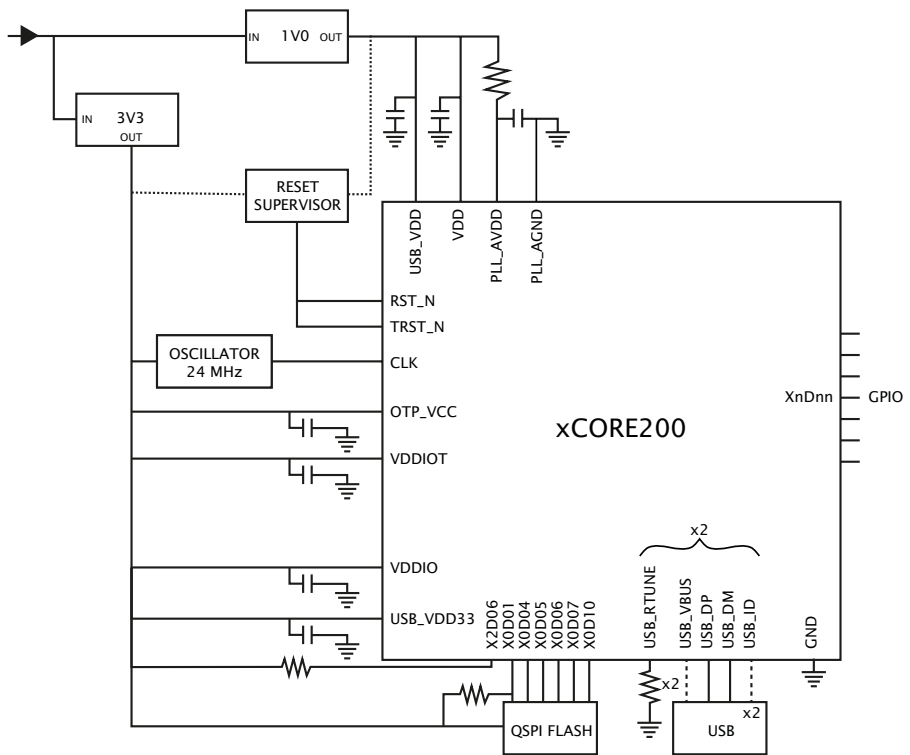 IN 1V0 OUT
IN 3V3
OUT
RESET
SUPERVISOR
USB_VDD
VDD
PLL_AVDD
PLL_AGND
RST_N
TRST_N
OSCILLATOR
24 MHz
CLK
OTP_VCC
VDDIOT
xCORE200
XnDnn GPIO
x2
VDDIO
USB_VDD33
X2D06
X0D01
X0D04
X0D05
X0D06
X0D07
X0D10
USB_RTUNE
USB_VBUS
USB_DP
USB_DM
USB_ID
GND
x2
QSPI FLASH
x2
USB